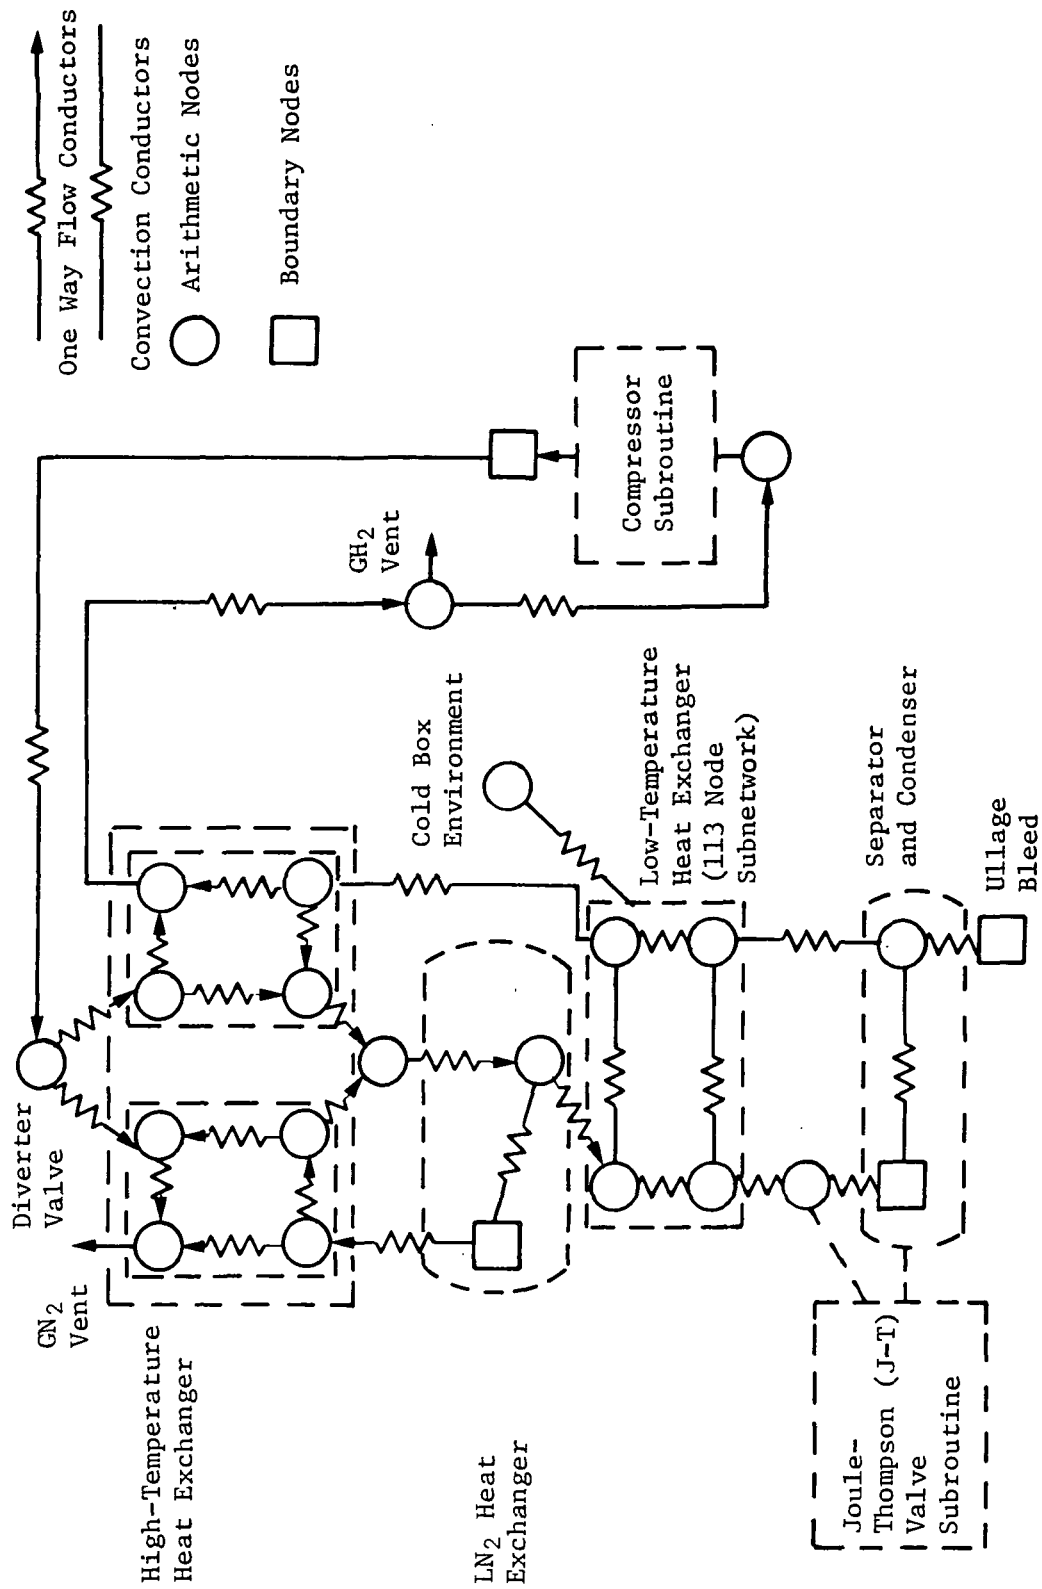 One Way Flow Conductors
Convection Conductors
Arithmetic Nodes
Boundary Nodes
Diverter
Valve
GN2
Vent
High-Temperature
Heat Exchanger
GH2
Vent
Compressor
Subroutine
Cold Box
Environment
LN2 Heat
Exchanger
Low-Temperature
Heat Exchanger
(113 Node
Subnetwork)
Separator
and Condenser
Ullage
Bleed
Joule-
Thompson (J-T)
Valve
Subroutine